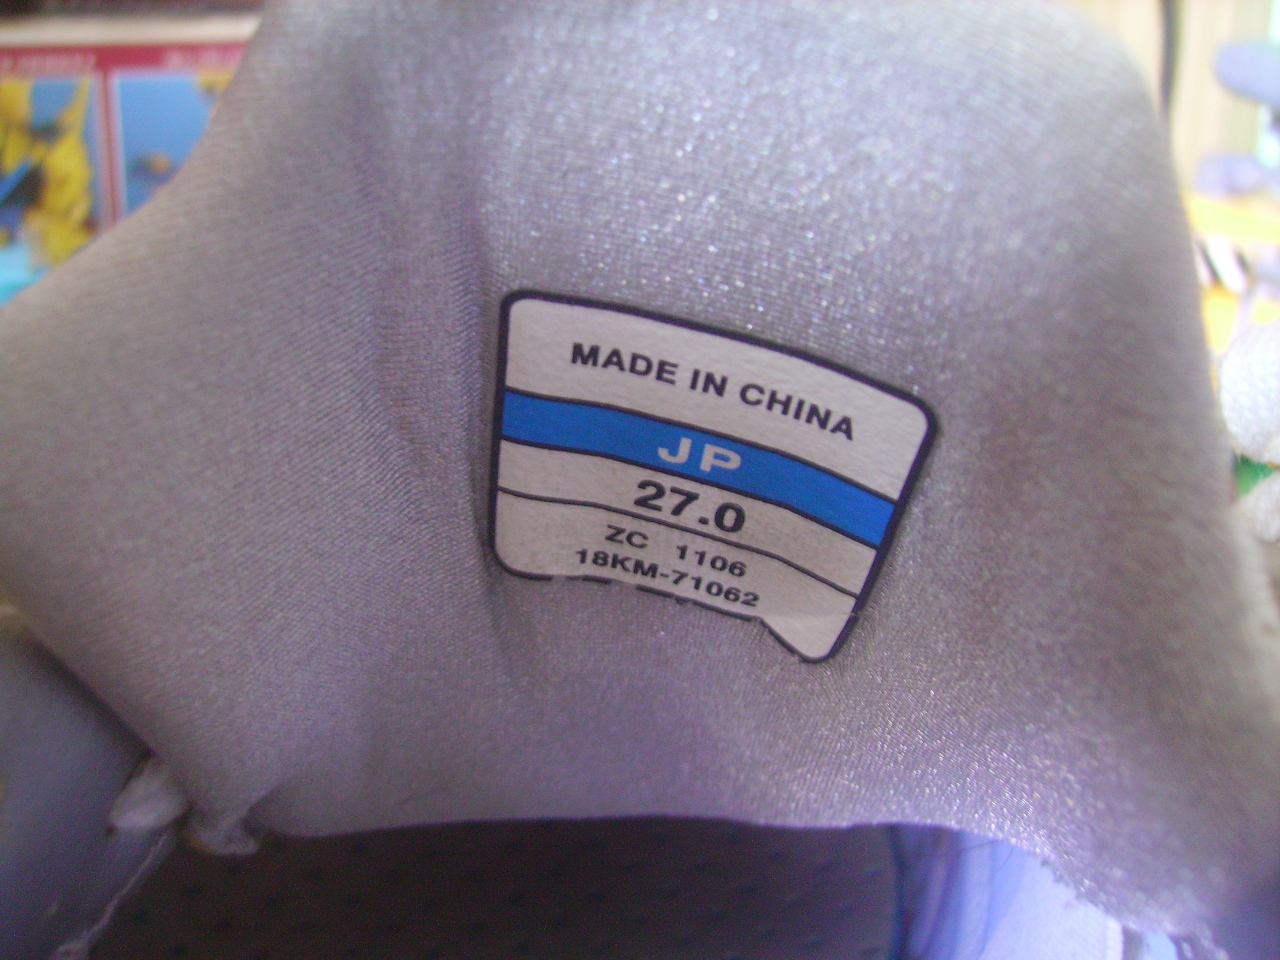 MADE IN CHINA
JP
27.0
ZC 1106
18KM-71062